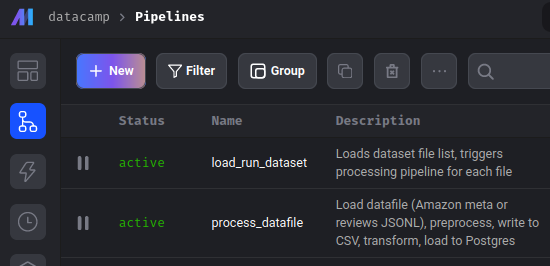 datacamp > Pipelines
+ New Filter Group ...
Status Name Description
active load_run_dataset Loads dataset file list, triggers
processing pipeline for each file
active process_datafile Load datafile (Amazon meta or
reviews JSONL), preprocess, write to
CSV, transform, load to Postgres